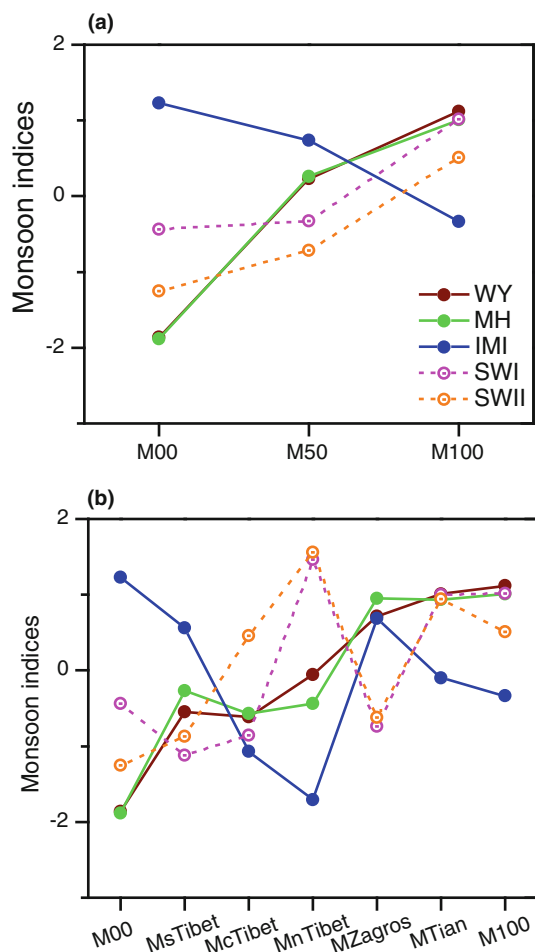 (a)
2
0
-2
Monsoon indices
WY
MH
IMI
SWI
SWII
M00 M50 M100
(b)
2
0
-2
Monsoon indices
M00 MsTibet McTibet MnTibet MZagros MTian M100